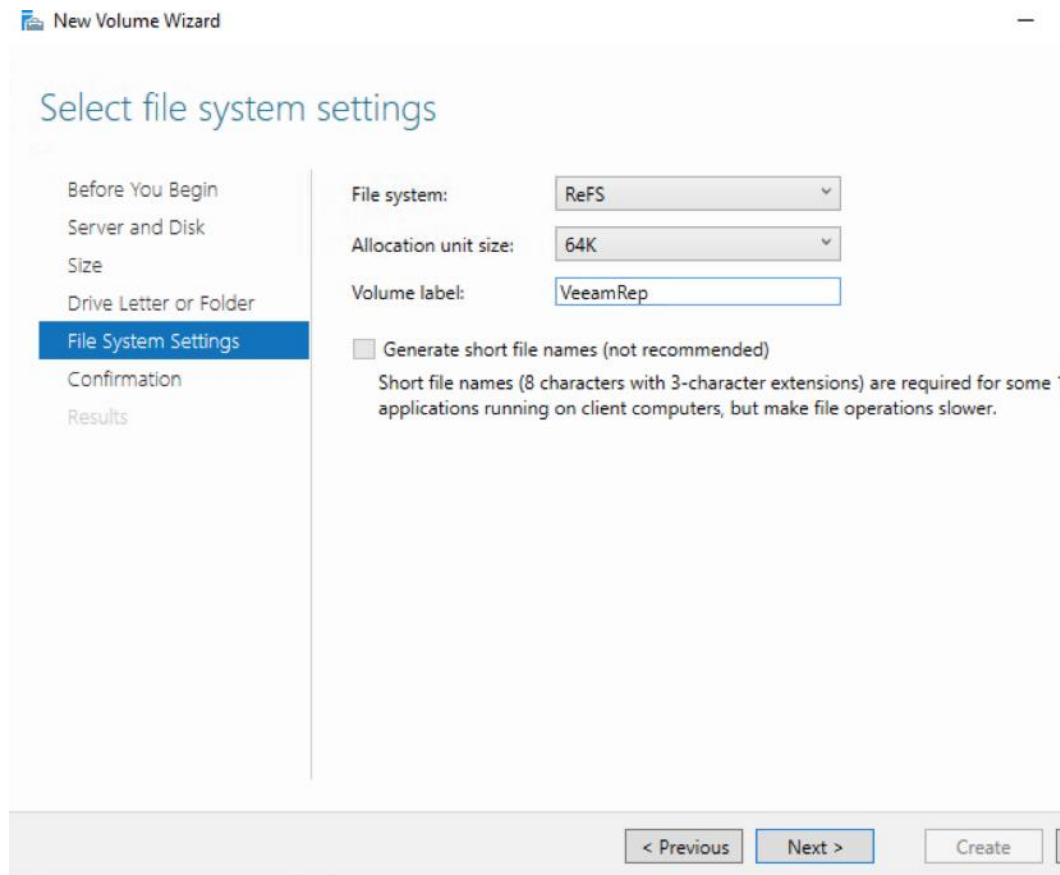 New Volume Wizard
Select file system settings
Before You Begin
Server and Disk
Size
Drive Letter or Folder
File System Settings
Confirmation
Results
File system:
ReFS
Allocation unit size:
64K
Volume label:
VeeamRep
Generate short file names (not recommended)
Short file names (8 characters with 3-character extensions) are required for some
applications running on client computers, but make file operations slower.
< Previous
Next >
Create